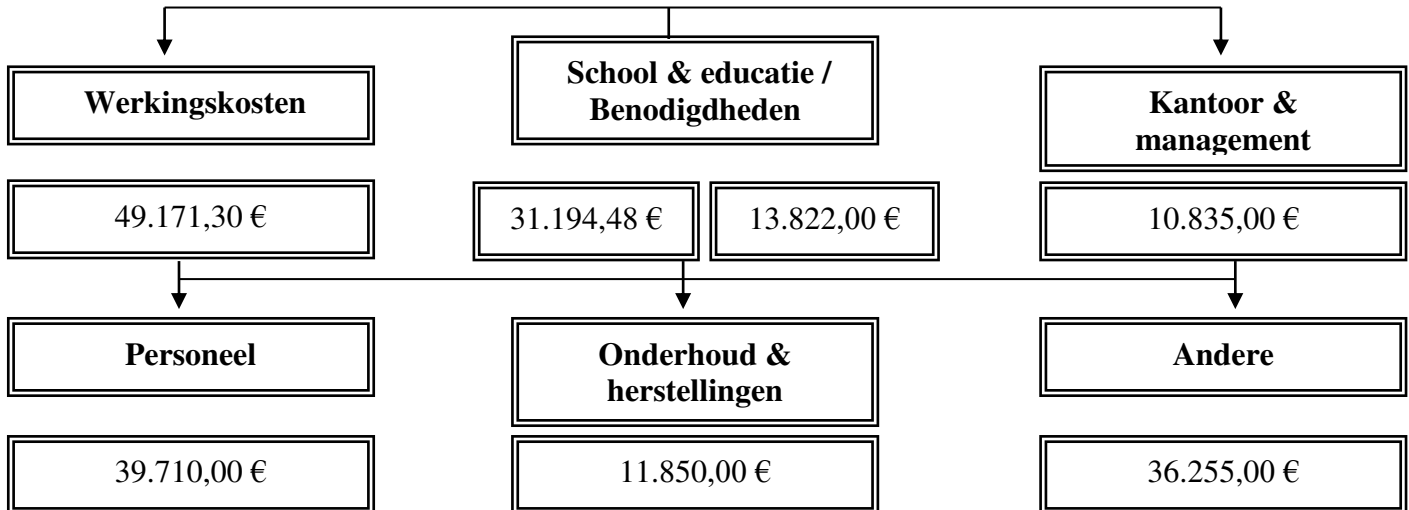 Werkingskosten
School & educatie /
Benodigdheden
Kantoor &
management
49.171,30 €
31.194,48 €
13.822,00 €
10.835,00 €
Personeel
Onderhoud &
herstellingen
Andere
39.710,00 €
11.850,00 €
36.255,00 €